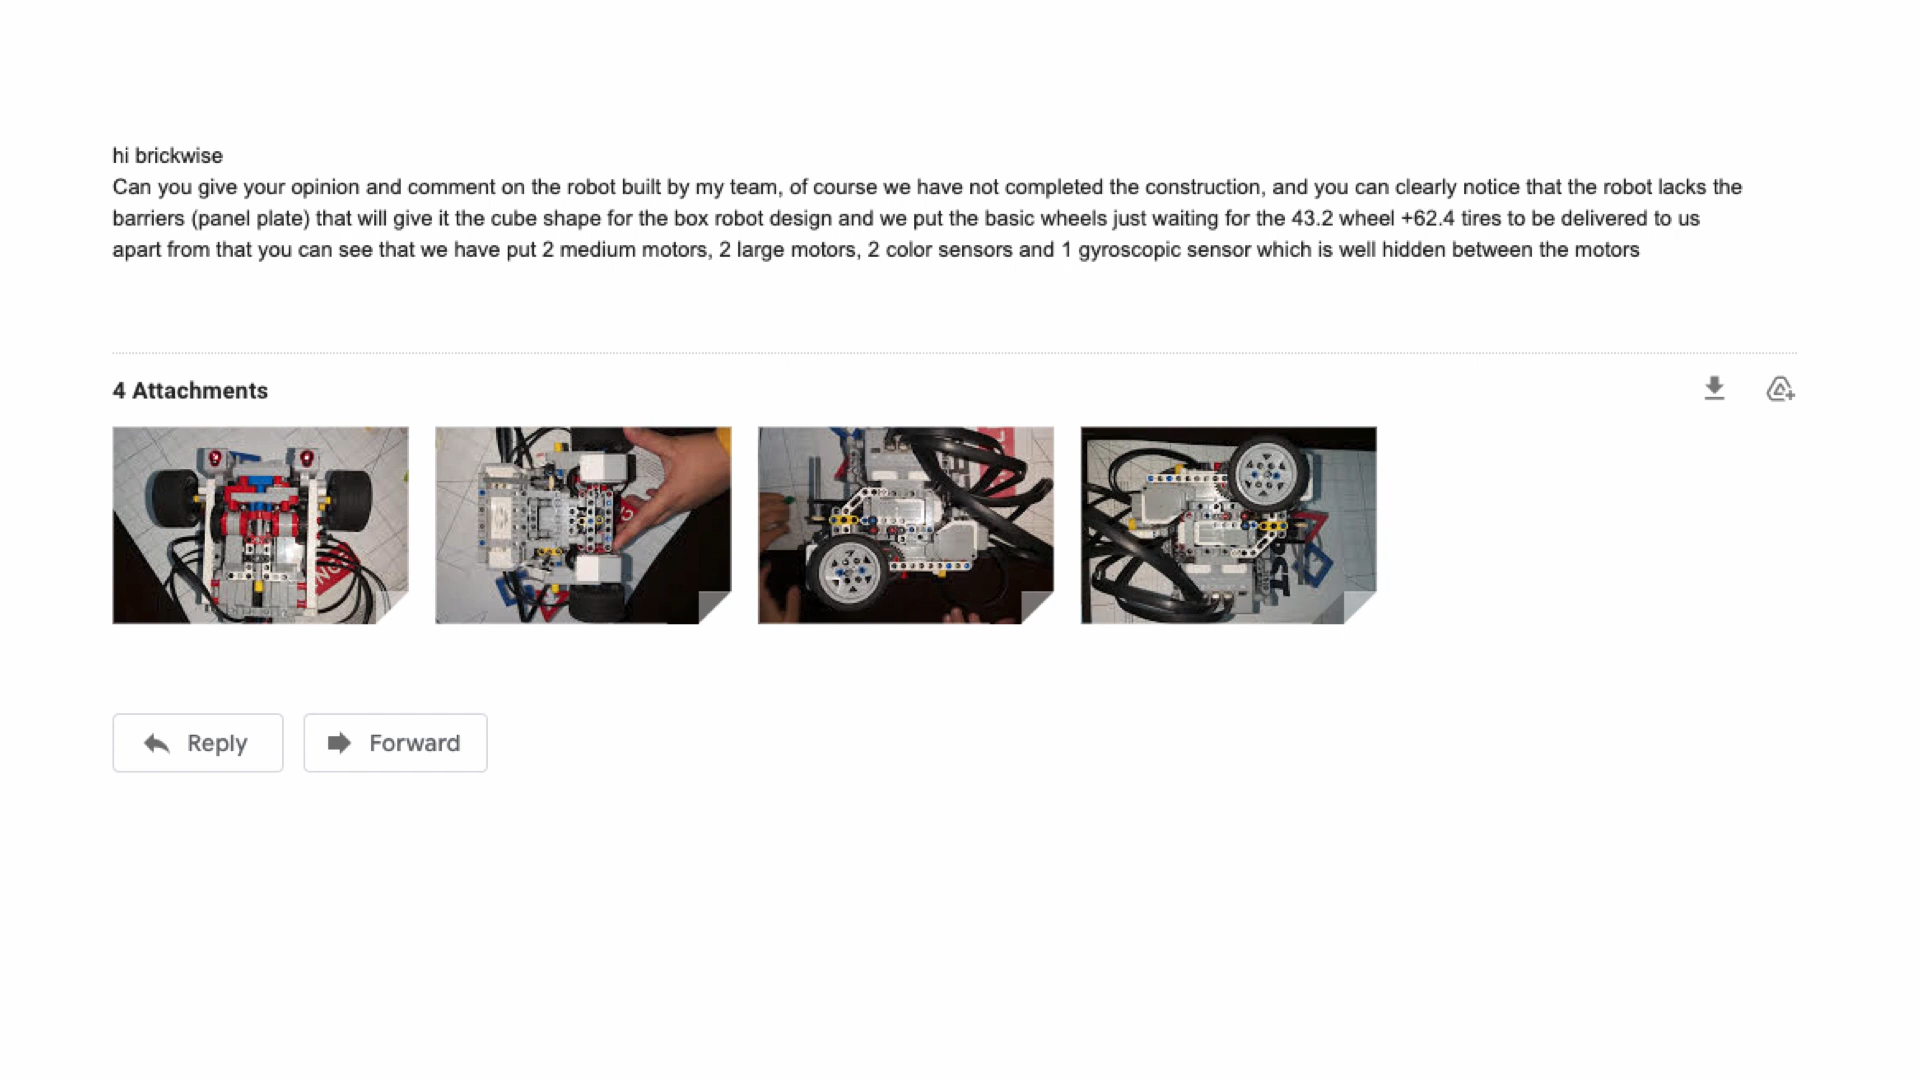 hi brickwise
Can you give your opinion and comment on the robot built by my team, of course we have not completed the construction, and you can clearly notice that the robot lacks the
barriers (panel plate) that will give it the cube shape for the box robot design and we put the basic wheels just waiting for the 43.2 wheel +62.4 tires to be delivered to us
apart from that you can see that we have put 2 medium motors, 2 large motors, 2 color sensors and 1 gyroscopic sensor which is well hidden between the motors
4 Attachments
Reply
Forward